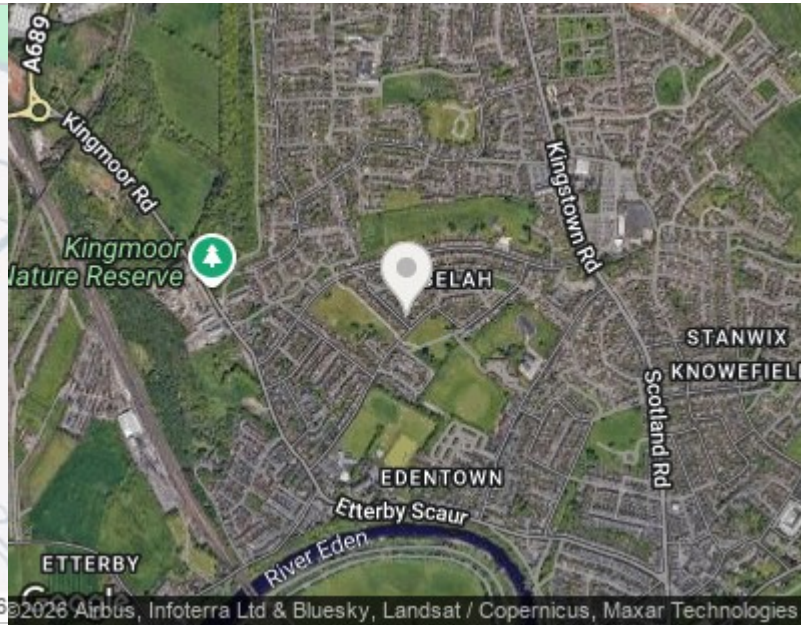 A689
Kingmoor Rd
Kingstown Rd
Kingmoor
Nature Reserve
BELAH
STANWIX
KNOWEFIELD
Scotland Rd
EDENTOWN
Etterby Scaur
River Eden
ETTERBY
Google
©2026 Airbus, Infoterra Ltd & Bluesky, Landsat / Copernicus, Maxar Technologies